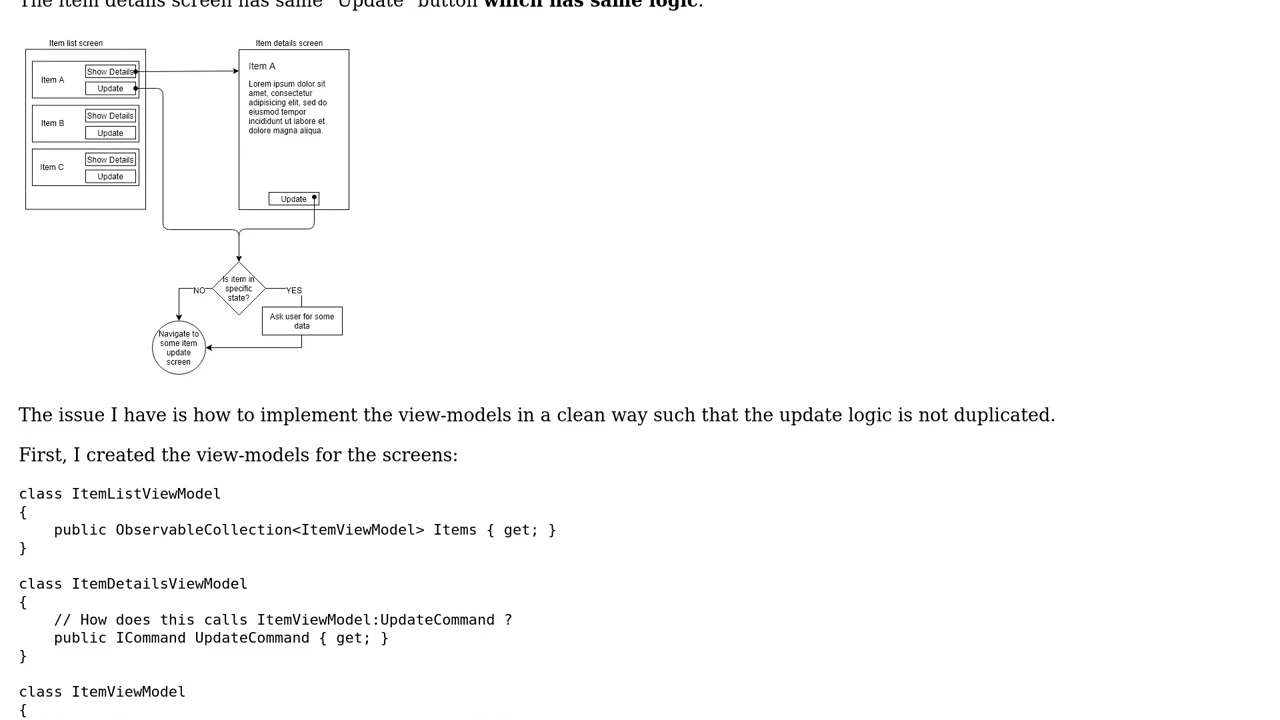 The item details screen has same "Update" button which has same logic.
Item list screen
Item details screen
Item A
Show Details
Update
Item B
Show Details
Update
Item C
Show Details
Update
Item A
Lorem ipsum dolor sit
amet, consectetur
adipisicing elit, sed do
eiusmod tempor
incididunt ut labore et
dolore magna aliqua.
Update
Is item in
specific
state?
NO
YES
Ask user for some
data
Navigate to
some item
update
screen
The issue I have is how to implement the view-models in a clean way such that the update logic is not duplicated.
First, I created the view-models for the screens:
class ItemListViewModel
{
    public ObservableCollection<ItemViewModel> Items { get; }
}
class ItemDetailsViewModel
{
    // How does this calls ItemViewModel:UpdateCommand ?
    public ICommand UpdateCommand { get; }
}
class ItemViewModel
{